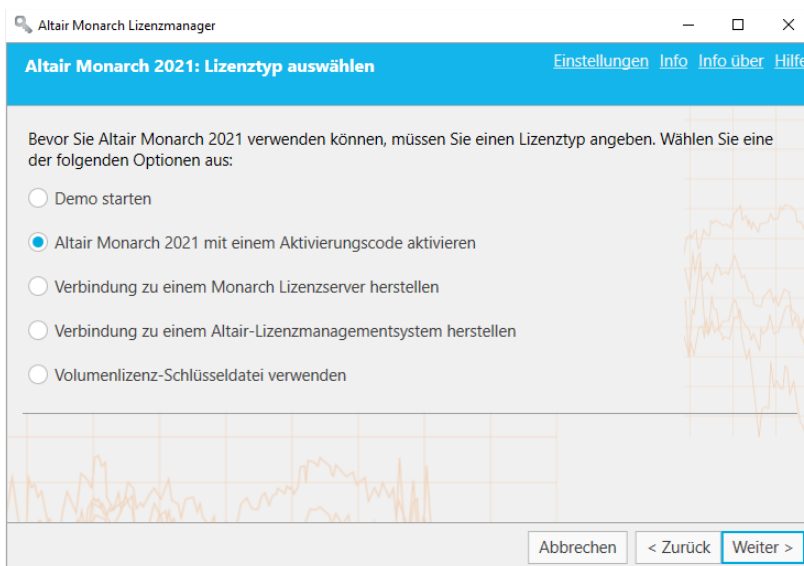 Altair Monarch Lizenzmanager
Altair Monarch 2021: Lizenztyp auswählen
Einstellungen Info Info über Hilfe
Bevor Sie Altair Monarch 2021 verwenden können, müssen Sie einen Lizenztyp angeben. Wählen Sie eine
der folgenden Optionen aus:
Demo starten
Altair Monarch 2021 mit einem Aktivierungscode aktivieren
Verbindung zu einem Monarch Lizenzserver herstellen
Verbindung zu einem Altair-Lizenzmanagementsystem herstellen
Volumenlizenz-Schlüsseldatei verwenden
Abbrechen < Zurück Weiter >